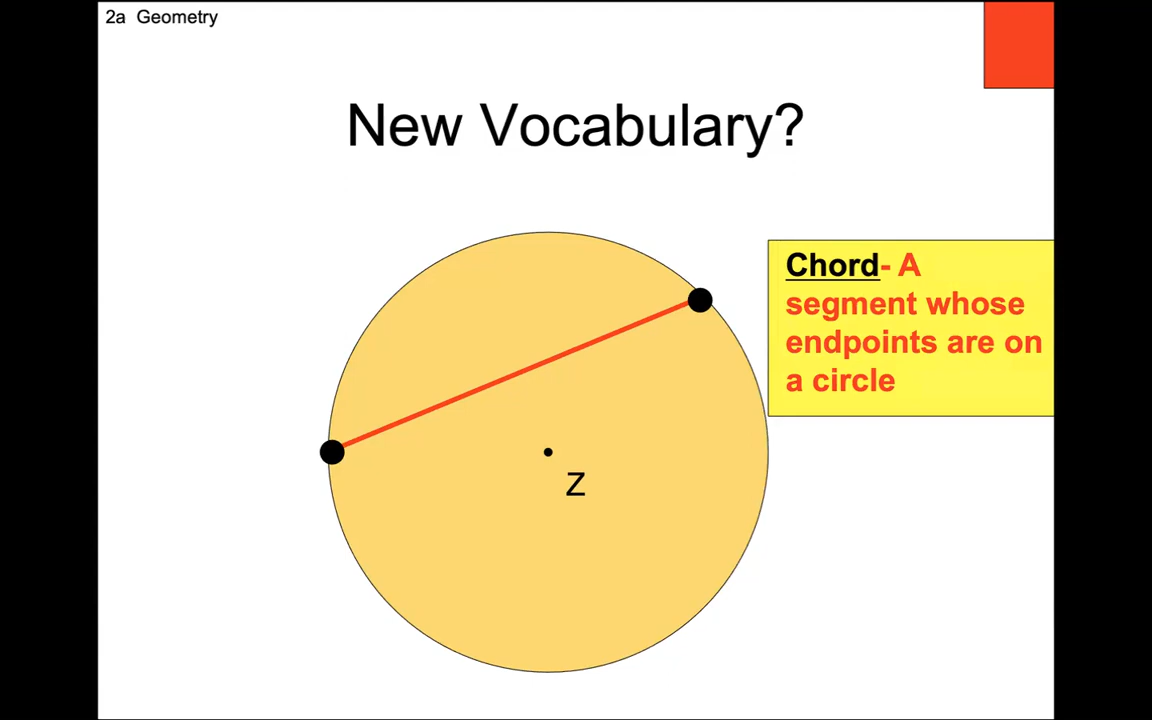 2a  Geometry
New Vocabulary?
Chord- A
segment whose
endpoints are on
a circle
Z